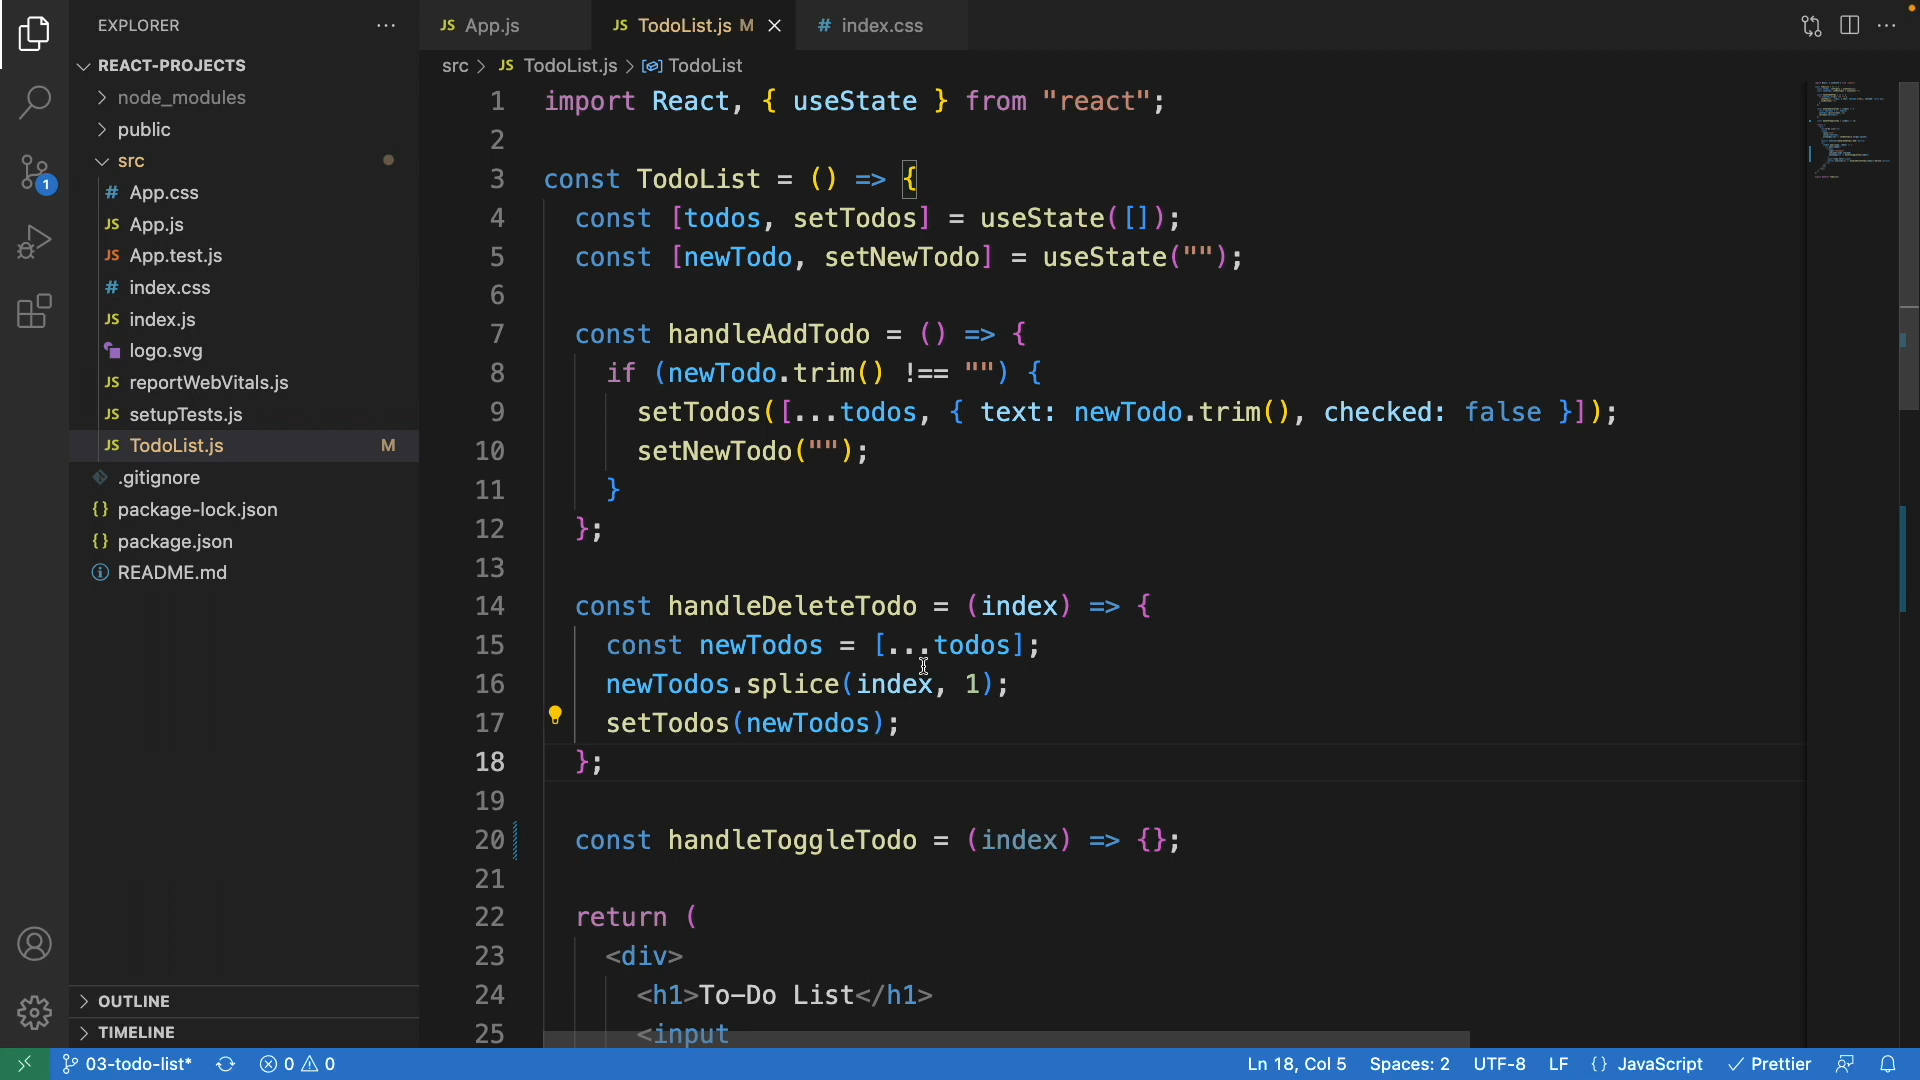 EXPLORER
REACT-PROJECTS
node_modules
public
src
# App.css
JS App.js
JS App.test.js
# index.css
JS index.js
logo.svg
JS reportWebVitals.js
JS setupTests.js
JS TodoList.js M
.gitignore
{} package-lock.json
{} package.json
README.md
OUTLINE
TIMELINE
1
JS App.js
JS TodoList.js M
# index.css
src > JS TodoList.js > TodoList
1 import React, { useState } from "react";
2
3 const TodoList = () => {
4 const [todos, setTodos] = useState([]);
5 const [newTodo, setNewTodo] = useState("");
6
7 const handleAddTodo = () => {
8 if (newTodo.trim() !== "") {
9 setTodos([...todos, { text: newTodo.trim(), checked: false }]);
10 setNewTodo("");
11 }
12 };
13
14 const handleDeleteTodo = (index) => {
15 const newTodos = [...todos];
16 newTodos.splice(index, 1);
17 setTodos(newTodos);
18 };
19
20 const handleToggleTodo = (index) => {};
21
22 return (
23 <div>
24 <h1>To-Do List</h1>
25 <input
03-todo-list* 0 0 Ln 18, Col 5 Spaces: 2 UTF-8 LF {} JavaScript Prettier